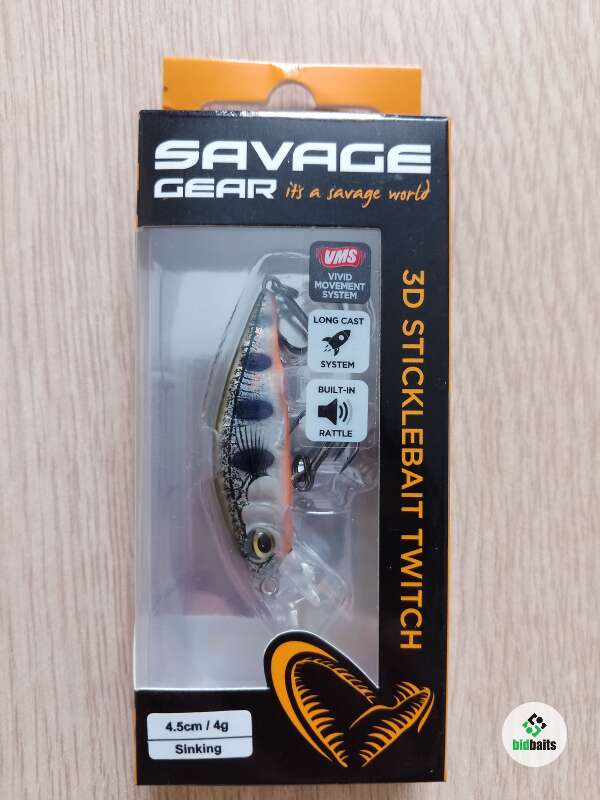 SAVAGE
GEAR it's a savage world
VMS
VIVID
MOVEMENT
SYSTEM
LONG CAST
SYSTEM
BUILT-IN
RATTLE
3D STICKLEBAIT TWITCH
4.5cm / 4g
Sinking
bidbaits